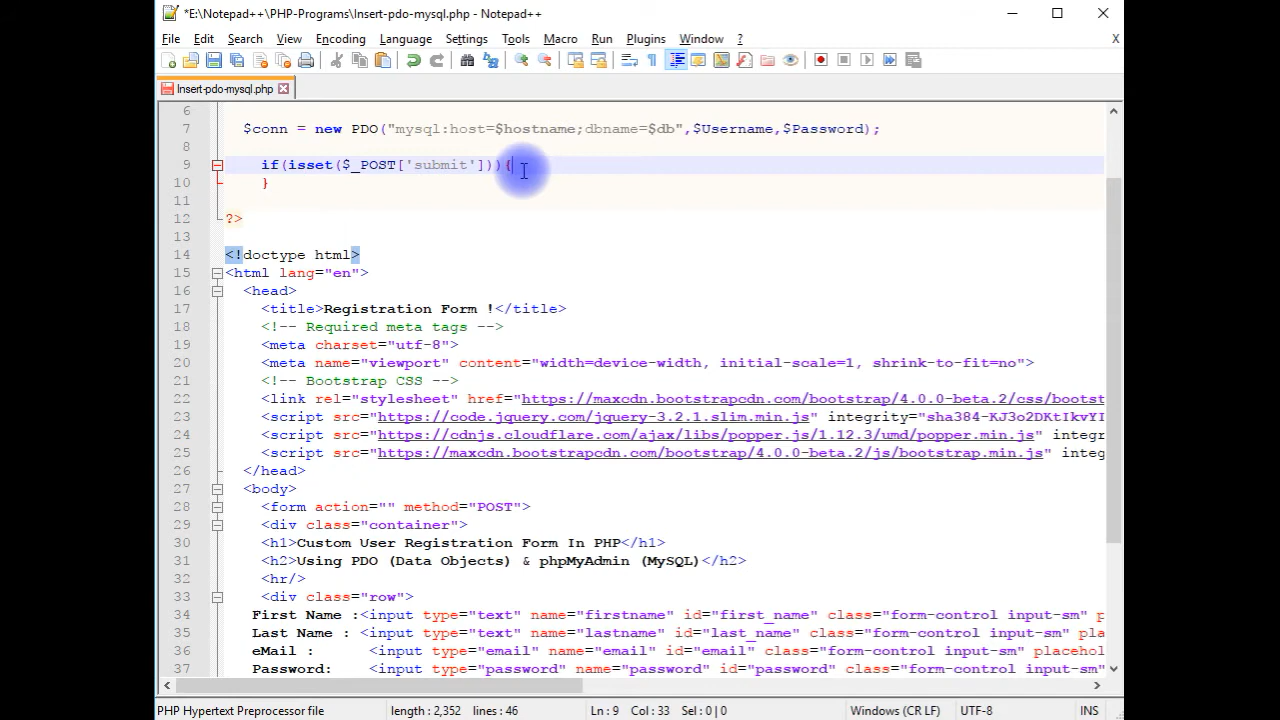 *E:\Notepad++\PHP-Programs\Insert-pdo-mysql.php - Notepad++
File Edit Search View Encoding Language Settings Tools Macro Run Plugins Window ? X
Insert-pdo-mysql.php
6
7 $conn = new PDO("mysql:host=$hostname;dbname=$db",$Username,$Password);
8
9 if(isset($_POST['submit'])){
10 }
11
12 ?>
13
14 <!doctype html>
15 <html lang="en">
16 <head>
17 <title>Registration Form !</title>
18 <!-- Required meta tags -->
19 <meta charset="utf-8">
20 <meta name="viewport" content="width=device-width, initial-scale=1, shrink-to-fit=no">
21 <!-- Bootstrap CSS -->
22 <link rel="stylesheet" href="https://maxcdn.bootstrapcdn.com/bootstrap/4.0.0-beta.2/css/bootst
23 <script src="https://code.jquery.com/jquery-3.2.1.slim.min.js" integrity="sha384-KJ3o2DKtIkvYI
24 <script src="https://cdnjs.cloudflare.com/ajax/libs/popper.js/1.12.3/umd/popper.min.js" integr
25 <script src="https://maxcdn.bootstrapcdn.com/bootstrap/4.0.0-beta.2/js/bootstrap.min.js" integ
26 </head>
27 <body>
28 <form action="" method="POST">
29 <div class="container">
30 <h1>Custom User Registration Form In PHP</h1>
31 <h2>Using PDO (Data Objects) & phpMyAdmin (MySQL)</h2>
32 <hr/>
33 <div class="row">
34 First Name :<input type="text" name="firstname" id="first_name" class="form-control input-sm" p
35 Last Name : <input type="text" name="lastname" id="last_name" class="form-control input-sm" pla
36 eMail : <input type="email" name="email" id="email" class="form-control input-sm" placehol
37 Password: <input type="password" name="password" id="password" class="form-control input-sm"
PHP Hypertext Preprocessor file length : 2,352 lines : 46 Ln : 9 Col : 33 Sel : 0 | 0 Windows (CR LF) UTF-8 INS